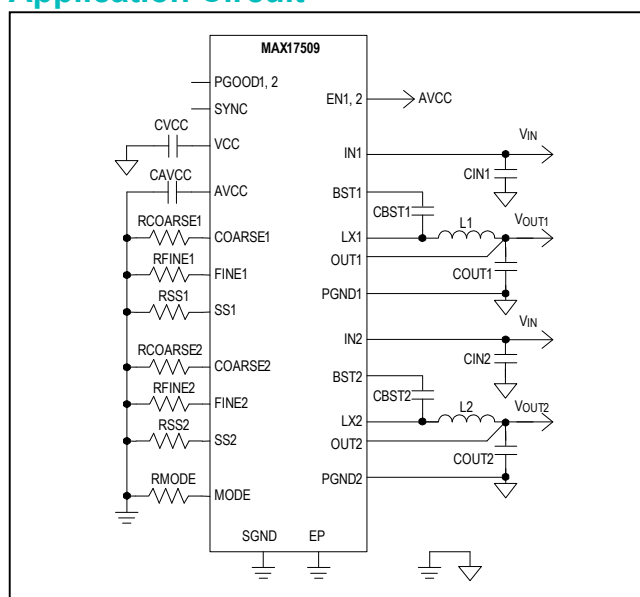 MAX17509
PGOOD1, 2
SYNC
CVCC
VCC
CAVCC
AVCC
RCOARSE1
COARSE1
RFINE1
FINE1
RSS1
SS1
RCOARSE2
COARSE2
RFINE2
FINE2
RSS2
SS2
RMODE
MODE
SGND
EP
EN1, 2
AVCC
IN1
VIN
CIN1
BST1
CBST1
LX1
L1
VOUT1
OUT1
COUT1
PGND1
IN2
VIN
CIN2
BST2
CBST2
LX2
L2
VOUT2
OUT2
COUT2
PGND2